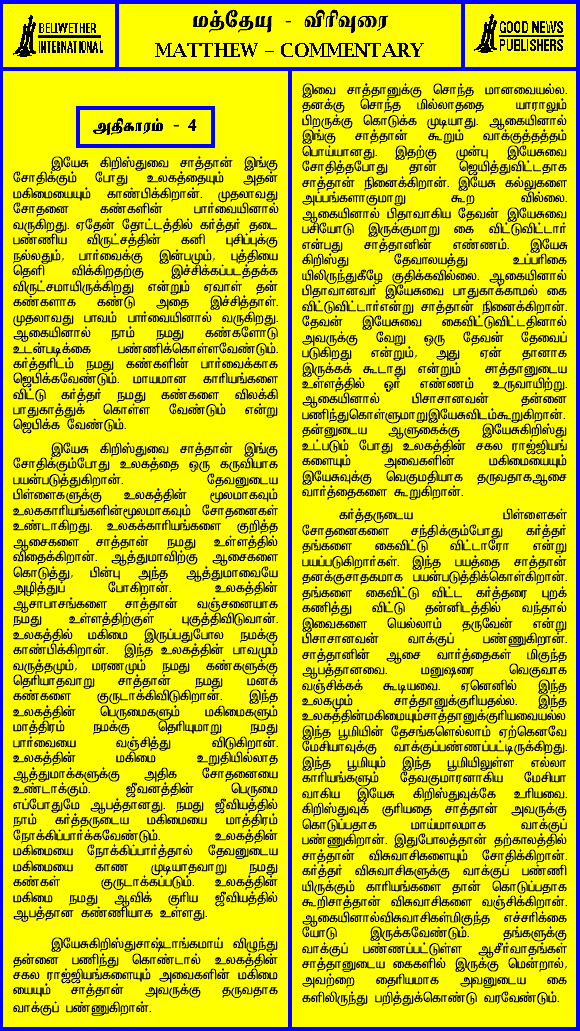 BELLWETHER
INTERNATIONAL
மத்தேயு - விரிவுரை
MATTHEW – COMMENTARY
GOOD NEWS
PUBLISHERS
அதிகாரம் - 4
இயேசு கிறிஸ்துவை சாத்தான் இங்கு
சோதிக்கும் போது உலகத்தையும் அதன்
மகிமையையும் காண்பிக்கிறான். முதலாவது
சோதனை கண்களின் பார்வையினால்
வருகிறது. ஏதேன் தோட்டத்தில் கர்த்தர் தடை
பண்ணிய விருட்சத்தின் கனி புசிப்புக்கு
நல்லதும், பார்வைக்கு இன்பமும், புத்தியை
தெளி விக்கிறதற்கு இச்சிக்கப்படத்தக்க
விருட்சமாயிருக்கிறது என்றும் ஏவாள் தன்
கண்களாக கண்டு அதை இச்சித்தாள்.
முதலாவது பாவம் பார்வையினால் வருகிறது.
ஆகையினால் நாம் நமது கண்களோடு
உடன்படிக்கை பண்ணிக்கொள்ளவேண்டும்.
கர்த்தரிடம் நமது கண்களின் பார்வைக்காக
ஜெபிக்கவேண்டும். மாயமான காரியங்களை
விட்டு கர்த்தர் நமது கண்களை விலக்கி
பாதுகாத்துக் கொள்ள வேண்டும் என்று
ஜெபிக்க வேண்டும்.
இயேசு கிறிஸ்துவை சாத்தான் இங்கு
சோதிக்கும்போது உலகத்தை ஒரு கருவியாக
பயன்படுத்துகிறான். தேவனுடைய
பிள்ளைகளுக்கு உலகத்தின் மூலமாகவும்
உலககாரியங்களின்மூலமாகவும் சோதனைகள்
உண்டாகிறது. உலகக்காரியங்களை குறித்த
ஆசைகளை சாத்தான் நமது உள்ளத்தில்
விதைக்கிறான். ஆத்துமாவிற்கு ஆசைகளை
கொடுத்து, பின்பு அந்த ஆத்துமாவையே
அழித்துப் போகிறான். உலகத்தின்
ஆசாபாசங்களை சாத்தான் வஞ்சனையாக
நமது உள்ளத்திற்குள் புகுத்திவிடுவான்.
உலகத்தில் மகிமை இருப்பதுபோல நமக்கு
காண்பிக்கிறான். இந்த உலகத்தின் பாவமும்
வருத்தமும், மரணமும் நமது கண்களுக்கு
தெரியாதவாறு சாத்தான் நமது மனக்
கண்களை குருடாக்கிவிடுகிறான். இந்த
உலகத்தின் பெருமைகளும் மகிமைகளும்
மாத்திரம் நமக்கு தெரியுமாறு நமது
பார்வையை வஞ்சித்து விடுகிறான்.
உலகத்தின் மகிமை உறுதியில்லாத
ஆத்துமாக்களுக்கு அதிக சோதனையை
உண்டாக்கும். ஜீவனத்தின் பெருமை
எப்போதுமே ஆபத்தானது. நமது ஜீவியத்தில்
நாம் கர்த்தருடைய மகிமையை மாத்திரம்
நோக்கிப்பார்க்கவேண்டும். உலகத்தின்
மகிமையை நோக்கிப்பார்த்தால் தேவனுடைய
மகிமையை காண முடியாதவாறு நமது
கண்கள் குருடாக்கப்படும். உலகத்தின்
மகிமை நமது ஆவிக் குரிய ஜீவியத்தில்
ஆபத்தான கண்ணியாக உள்ளது.
இயேசுகிறிஸ்துசாஷ்டாங்கமாய் விழுந்து
தன்னை பணிந்து கொண்டால் உலகத்தின்
சகல ராஜ்ஜியங்களையும் அவைகளின் மகிமை
யையும் சாத்தான் அவருக்கு தருவதாக
வாக்குப் பண்ணுகிறான்.
இவை சாத்தானுக்கு சொந்த மானவையல்ல.
தனக்கு சொந்த மில்லாததை யாராலும்
பிறருக்கு கொடுக்க முடியாது. ஆகையினால்
இங்கு சாத்தான் கூறும் வாக்குத்தத்தம்
பொய்யானது. இதற்கு முன்பு இயேசுவை
சோதித்தபோது தான் ஜெயித்துவிட்டதாக
சாத்தான் நினைக்கிறான். இயேசு கல்லுகளை
அப்பங்களாகுமாறு கூற வில்லை.
ஆகையினால் பிதாவாகிய தேவன் இயேசுவை
பசியோடு இருக்குமாறு கை விட்டுவிட்டார்
என்பது சாத்தானின் எண்ணம். இயேசு
கிறிஸ்து தேவாலயத்து உப்பரிகை
யிலிருந்துகீழே குதிக்கவில்லை. ஆகையினால்
பிதாவானவர் இயேசுவை பாதுகாக்காமல் கை
விட்டுவிட்டார்என்று சாத்தான் நினைக்கிறான்.
தேவன் இயேசுவை கைவிட்டுவிட்டதினால்
அவருக்கு வேறு ஒரு தேவன் தேவைப்
படுகிறது என்றும், அது ஏன் தானாக
இருக்கக் கூடாது என்றும் சாத்தானுடைய
உள்ளத்தில் ஓர் எண்ணம் உருவாயிற்று.
ஆகையினால் பிசாசானவன் தன்னை
பணிந்துகொள்ளுமாறுஇயேசுவிடம்கூறுகிறான்.
தன்னுடைய ஆளுகைக்கு இயேசுகிறிஸ்து
உட்படும் போது உலகத்தின் சகல ராஜ்ஜியங்
களையும் அவைகளின் மகிமையையும்
இயேசுவுக்கு வெகுமதியாக தருவதாகஆசை
வார்த்தைகளை கூறுகிறான்.
கர்த்தருடைய பிள்ளைகள்
சோதனைகளை சந்திக்கும்போது கர்த்தர்
தங்களை கைவிட்டு விட்டாரோ என்று
பயப்படுகிறார்கள். இந்த பயத்தை சாத்தான்
தனக்குசாதகமாக பயன்படுத்திக்கொள்கிறான்.
தங்களை கைவிட்டு விட்ட கர்த்தரை புறக்
கணித்து விட்டு தன்னிடத்தில் வந்தால்
இவைகளை யெல்லாம் தருவேன் என்று
பிசாசானவன் வாக்குப் பண்ணுகிறான்.
சாத்தானின் ஆசை வார்த்தைகள் மிகுந்த
ஆபத்தானவை. மனுஷரை வெகுவாக
வஞ்சிக்கக் கூடியவை. ஏனெனில் இந்த
உலகமும் சாத்தானுக்குரியதல்ல. இந்த
உலகத்தின்மகிமையும்சாத்தானுக்குரியவையல்ல
இந்த பூமியின் தேசங்களெல்லாம் ஏற்கெனவே
மேசியாவுக்கு வாக்குப்பண்ணப்பட்டிருக்கிறது.
இந்த பூமியும் இந்த பூமியிலுள்ள எல்லா
காரியங்களும் தேவகுமாரனாகிய மேசியா
வாகிய இயேசு கிறிஸ்துவுக்கே உரியவை.
கிறிஸ்துவுக் குரியதை சாத்தான் அவருக்கு
கொடுப்பதாக மாய்மாலமாக வாக்குப்
பண்ணுகிறான். இதுபோலத்தான் தற்காலத்தில்
சாத்தான் விசுவாசிகளையும் சோதிக்கிறான்.
கர்த்தர் விசுவாசிகளுக்கு வாக்குப் பண்ணி
யிருக்கும் காரியங்களை தான் கொடுப்பதாக
கூறிசாத்தான் விசுவாசிகளை வஞ்சிக்கிறான்.
ஆகையினால்விசுவாசிகள்மிகுந்த எச்சரிக்கை
யோடு இருக்கவேண்டும். தங்களுக்கு
வாக்குப் பண்ணப்பட்டுள்ள ஆசீர்வாதங்கள்
சாத்தானுடைய கைகளில் இருக்கு மென்றால்,
அவற்றை தைரியமாக அவனுடைய கை
களிலிருந்து பறித்துக்கொண்டு வரவேண்டும்.